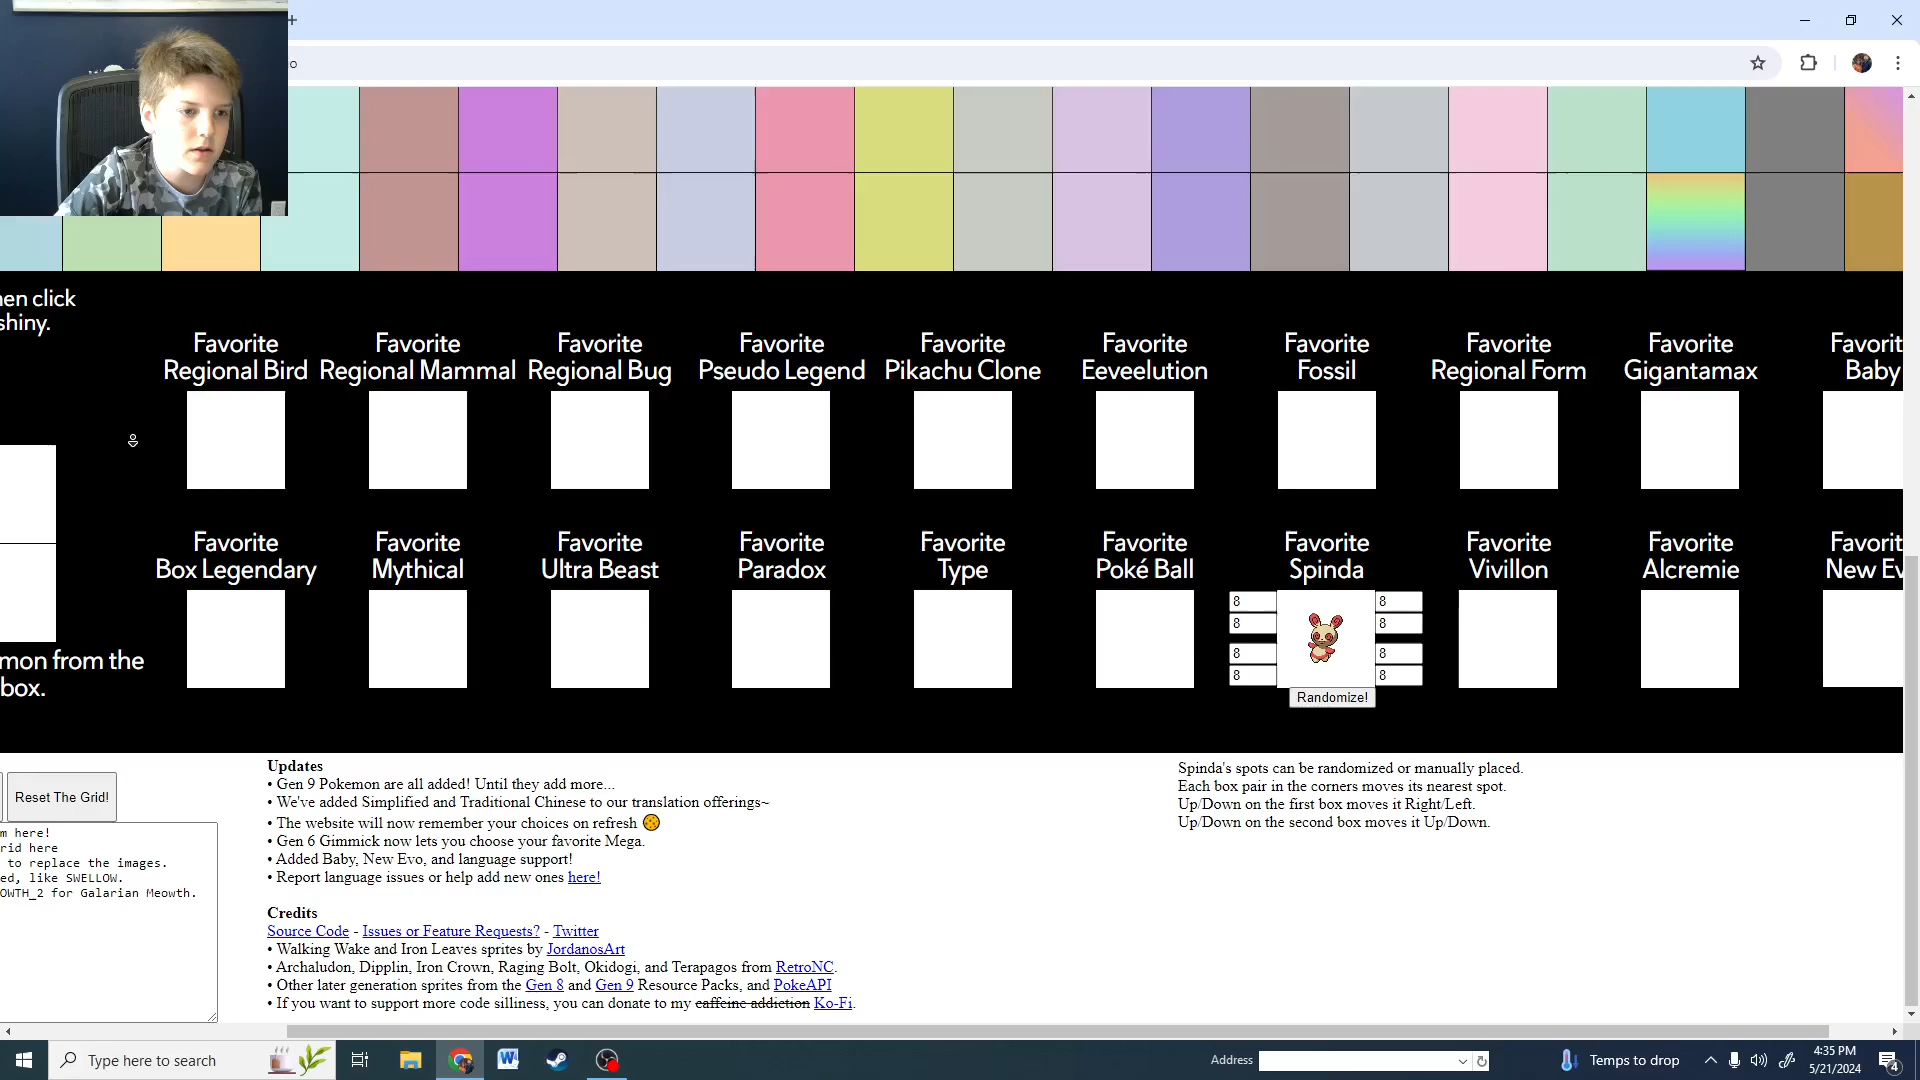 o
hen click
shiny.
Favorite Regional Bird
Favorite Regional Mammal
Favorite Regional Bug
Favorite Pseudo Legend
Favorite Pikachu Clone
Favorite Eeveelution
Favorite Fossil
Favorite Regional Form
Favorite Gigantamax
Favorit Baby
Favorite Box Legendary
Favorite Mythical
Favorite Ultra Beast
Favorite Paradox
Favorite Type
Favorite Poké Ball
Favorite Spinda
Favorite Vivillon
Favorite Alcremie
Favorit New Ev
8 8
8 8
8 8
8 8
Randomize!
mon from the
box.
Reset The Grid!
m here!
rid here
to replace the images.
ed, like SWELLOW.
OWTH_2 for Galarian Meowth.
Updates
• Gen 9 Pokemon are all added! Until they add more...
• We've added Simplified and Traditional Chinese to our translation offerings~
• The website will now remember your choices on refresh
• Gen 6 Gimmick now lets you choose your favorite Mega.
• Added Baby, New Evo, and language support!
• Report language issues or help add new ones here!
Credits
Source Code - Issues or Feature Requests? - Twitter
• Walking Wake and Iron Leaves sprites by JordanosArt
• Archaludon, Dipplin, Iron Crown, Raging Bolt, Okidogi, and Terapagos from RetroNC.
• Other later generation sprites from the Gen 8 and Gen 9 Resource Packs, and PokeAPI
• If you want to support more code silliness, you can donate to my caffeine addiction Ko-Fi.
Spinda's spots can be randomized or manually placed.
Each box pair in the corners moves its nearest spot.
Up/Down on the first box moves it Right/Left.
Up/Down on the second box moves it Up/Down.
Type here to search
Address
Temps to drop
4:35 PM
5/21/2024
4